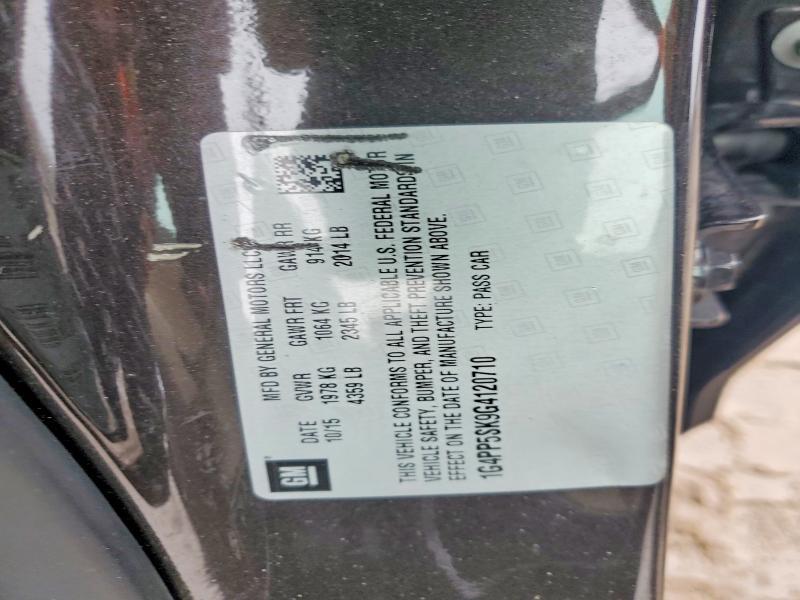 GM
MFD BY GENERAL MOTORS LLC
DATE GVWR GAWR FRT GAWR RR
10/15 1978 KG 1064 KG 914 KG
4359 LB 2345 LB 2014 LB
THIS VEHICLE CONFORMS TO ALL APPLICABLE U.S. FEDERAL MOTOR
VEHICLE SAFETY, BUMPER, AND THEFT PREVENTION STANDARDS IN
EFFECT ON THE DATE OF MANUFACTURE SHOWN ABOVE.
1G4PP5SK9G4120710 TYPE: PASS CAR